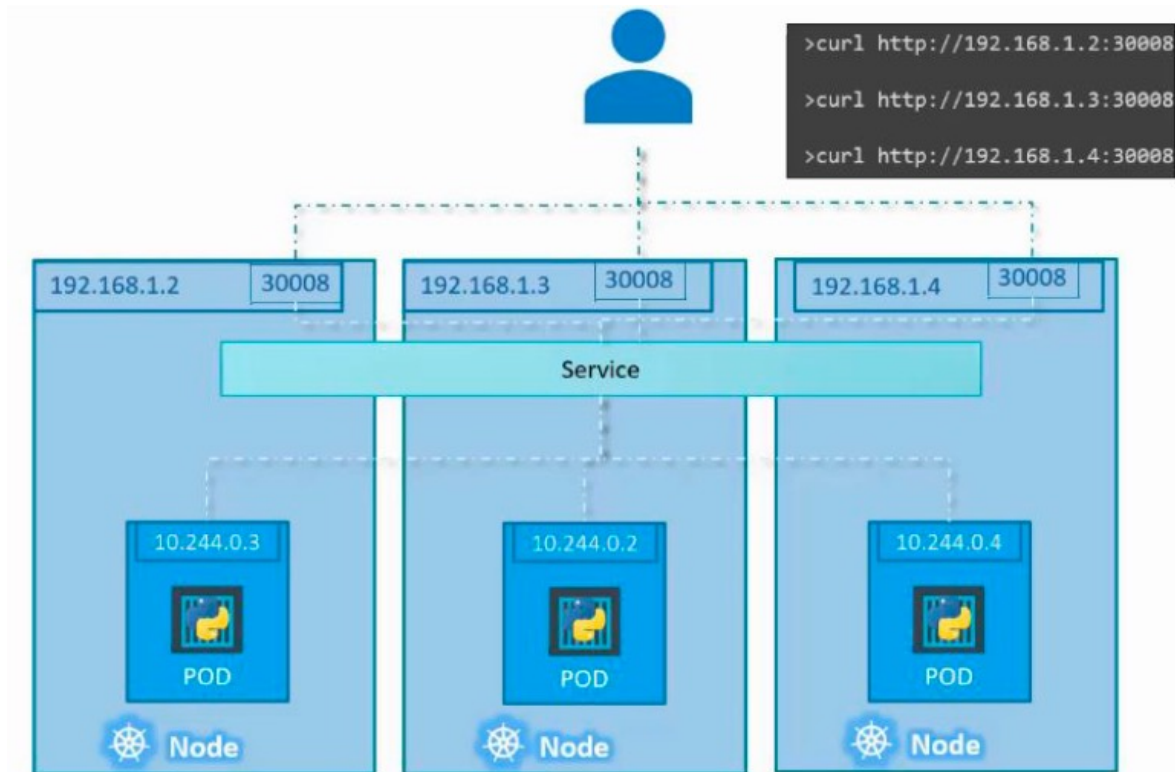 >curl http://192.168.1.2:30008
>curl http://192.168.1.3:30008
>curl http://192.168.1.4:30008
192.168.1.2
30008
192.168.1.3
30008
192.168.1.4
30008
Service
10.244.0.3
10.244.0.2
10.244.0.4
POD
POD
POD
Node
Node
Node